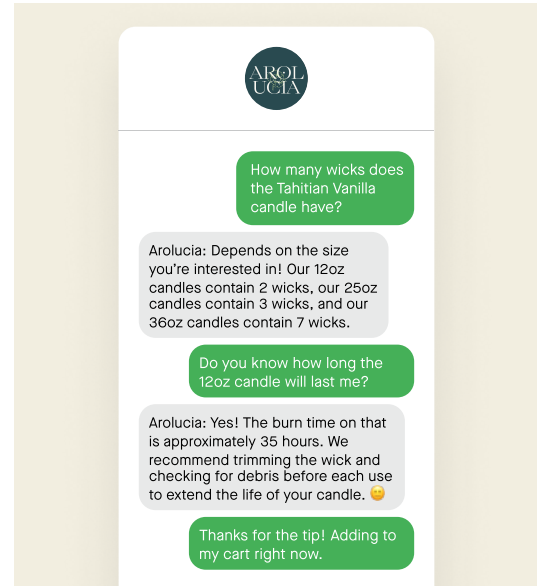 AROL
UCIA
How many wicks does
the Tahitian Vanilla
candle have?
Arolucia: Depends on the size
you’re interested in! Our 12oz
candles contain 2 wicks, our 25oz
candles contain 3 wicks, and our
36oz candles contain 7 wicks.
Do you know how long the
12oz candle will last me?
Arolucia: Yes! The burn time on that
is approximately 35 hours. We
recommend trimming the wick and
checking for debris before each use
to extend the life of your candle. 😊
Thanks for the tip! Adding to
my cart right now.